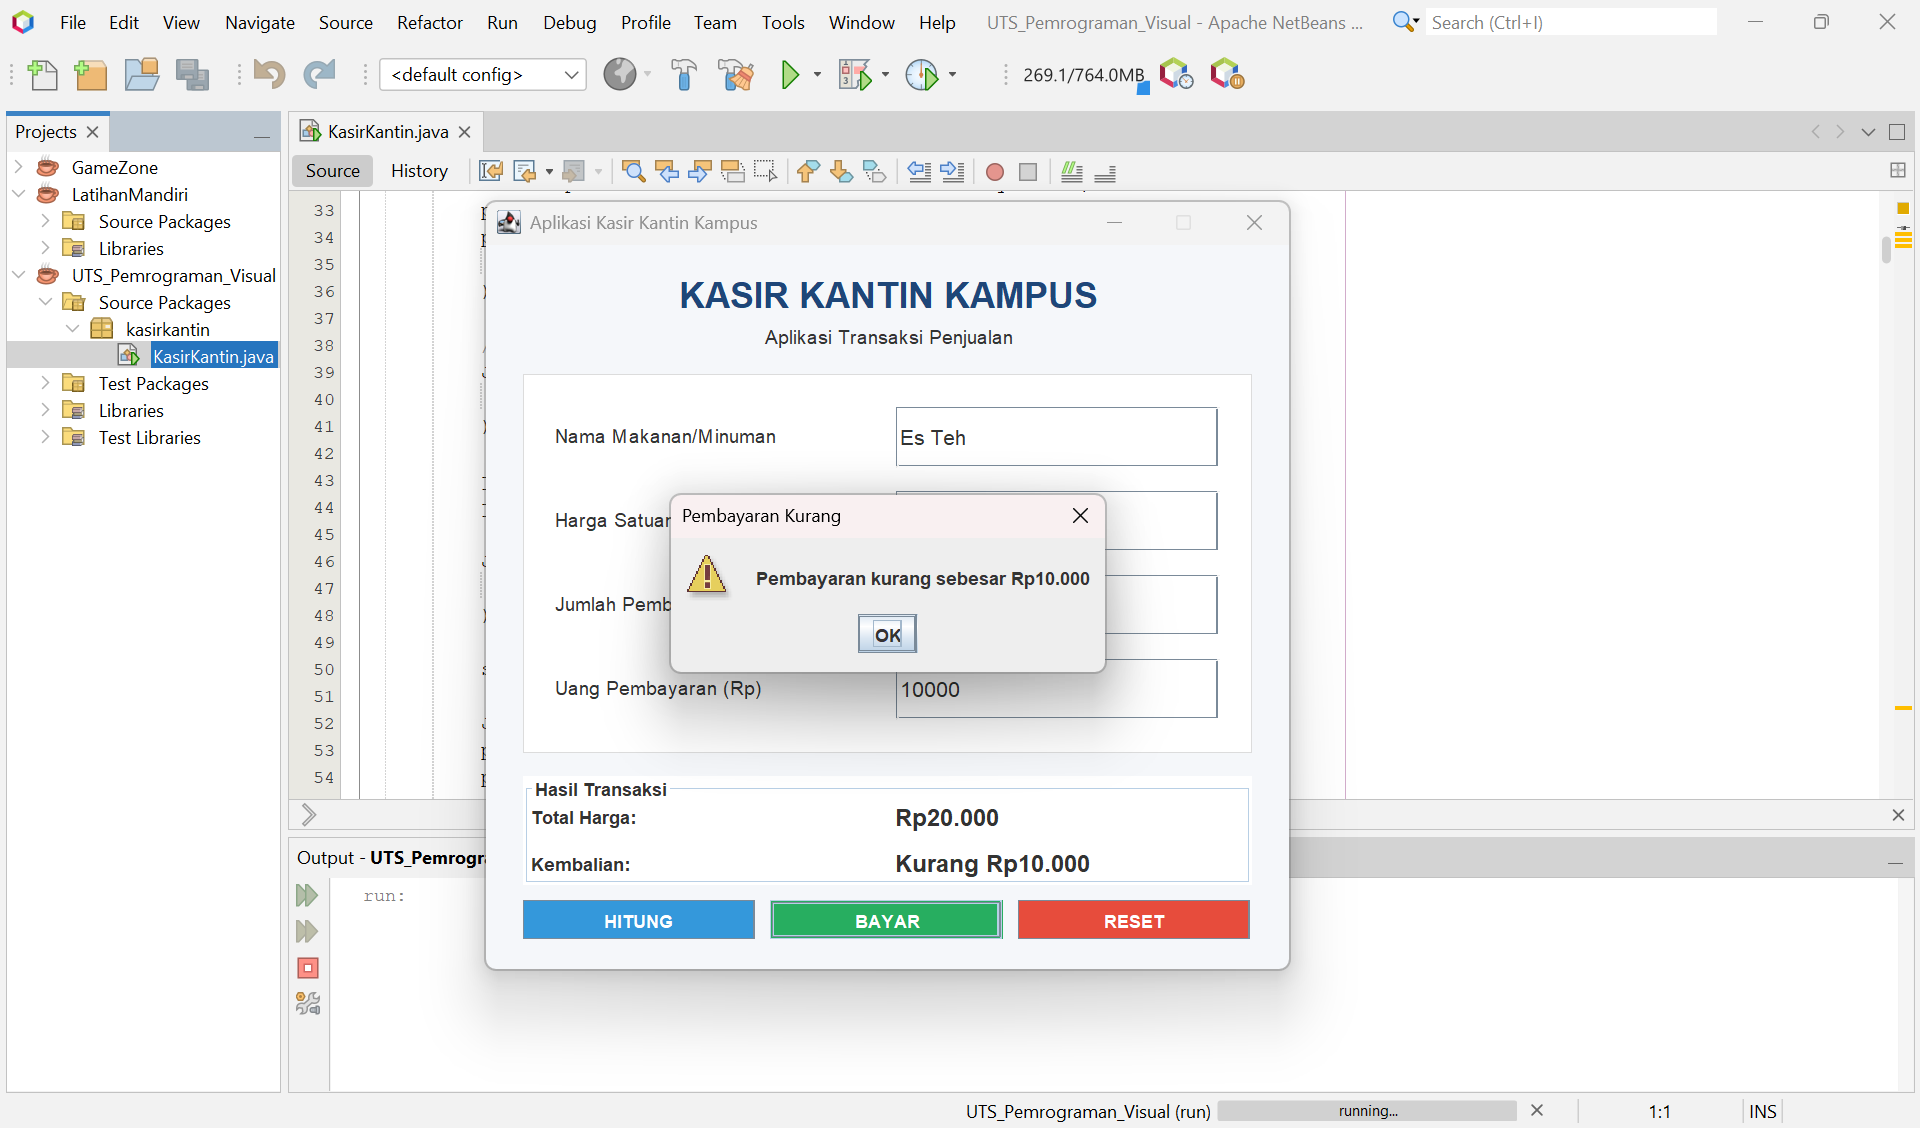 File Edit View Navigate Source Refactor Run Debug Profile Team Tools Window Help UTS_Pemrograman_Visual - Apache NetBeans ... Search (Ctrl+I)
<default config> 269.1/764.0MB
Projects
KasirKantin.java
Source History
GameZone
LatihanMandiri
Source Packages
Libraries
UTS_Pemrograman_Visual
Source Packages
kasirkantin
KasirKantin.java
Test Packages
Libraries
Test Libraries
33
34
35
36
37
38
39
40
41
42
43
44
45
46
47
48
49
50
51
52
53
54
Aplikasi Kasir Kantin Kampus
KASIR KANTIN KAMPUS
Aplikasi Transaksi Penjualan
Nama Makanan/Minuman Es Teh
Harga Satuan
Jumlah Pemb
Uang Pembayaran (Rp) 10000
Pembayaran Kurang
Pembayaran kurang sebesar Rp10.000
OK
Hasil Transaksi
Total Harga: Rp20.000
Kembalian: Kurang Rp10.000
HITUNG BAYAR RESET
Output - UTS_Pemrogr
run:
UTS_Pemrograman_Visual (run) running... 1:1 INS